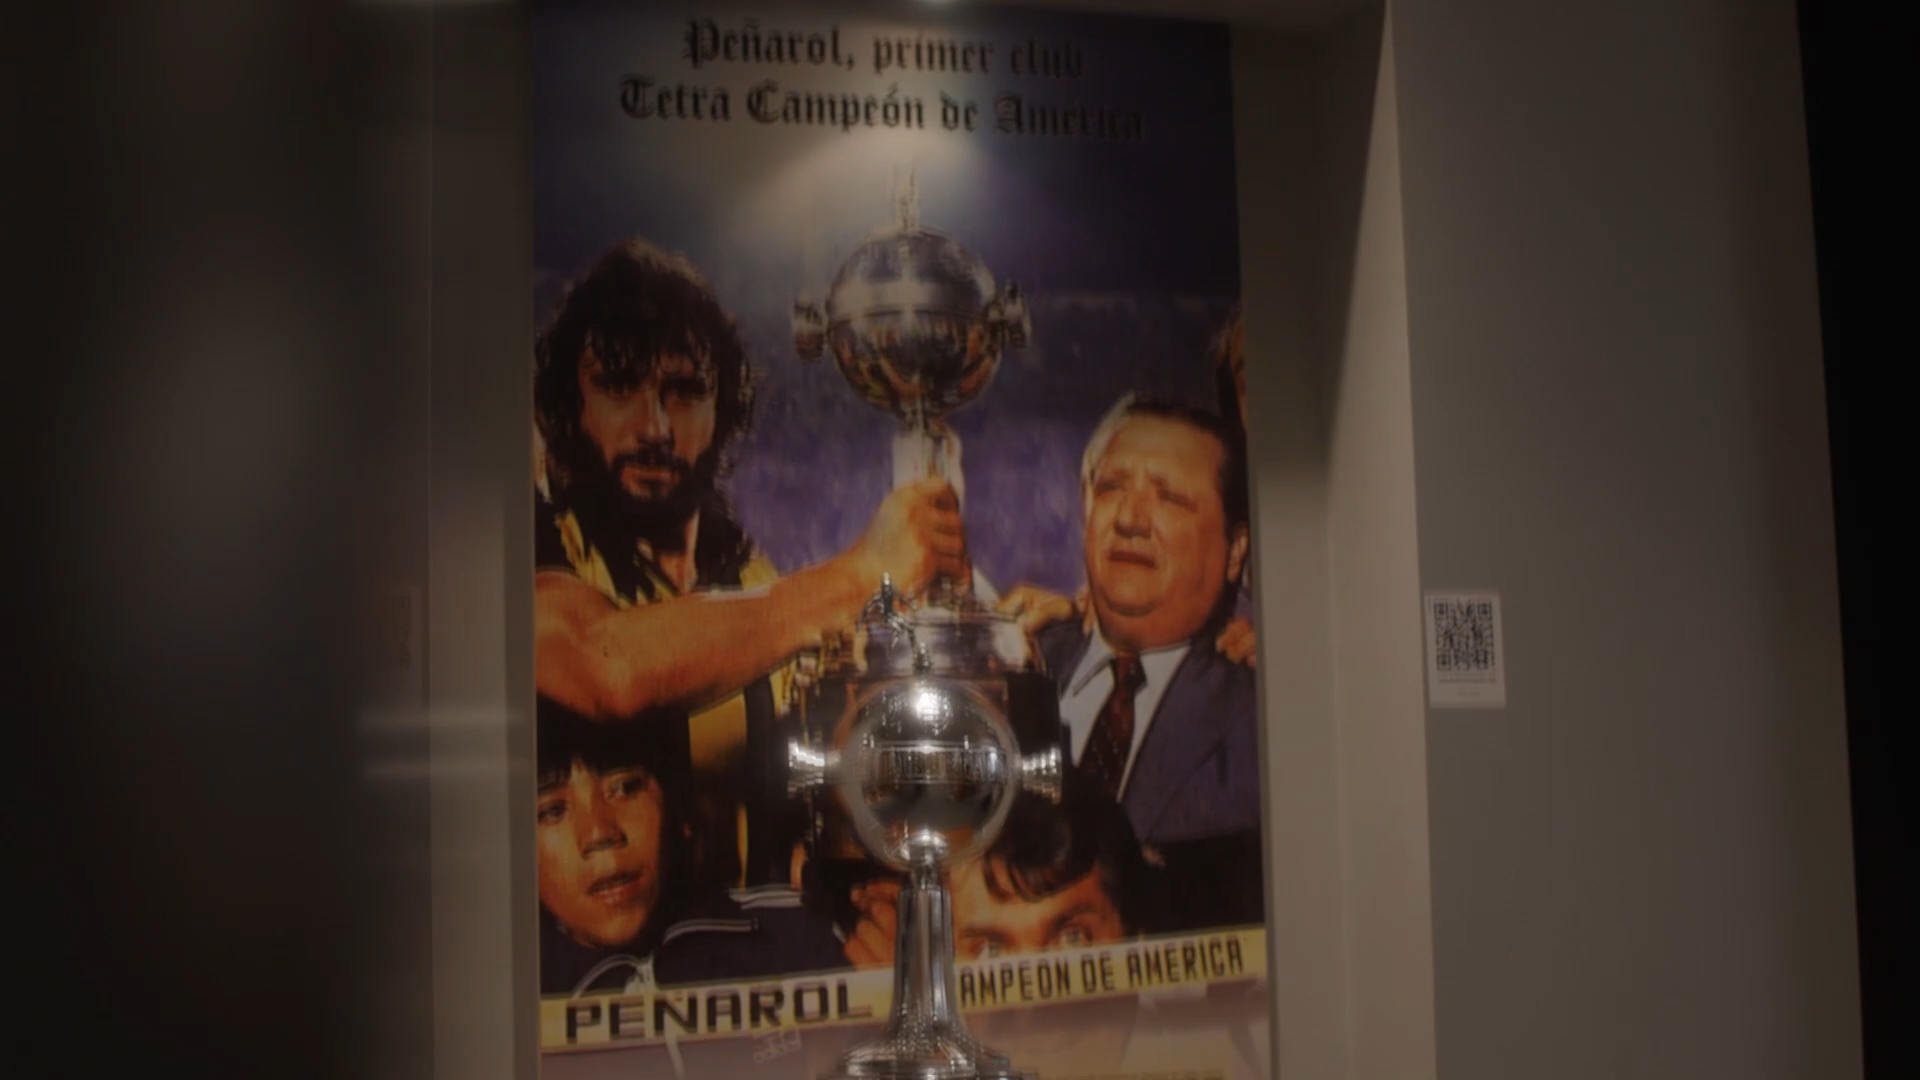 Peñarol, primer club
Tetra Campeón de America
PEÑAROL
AMPEON DE AMERICA